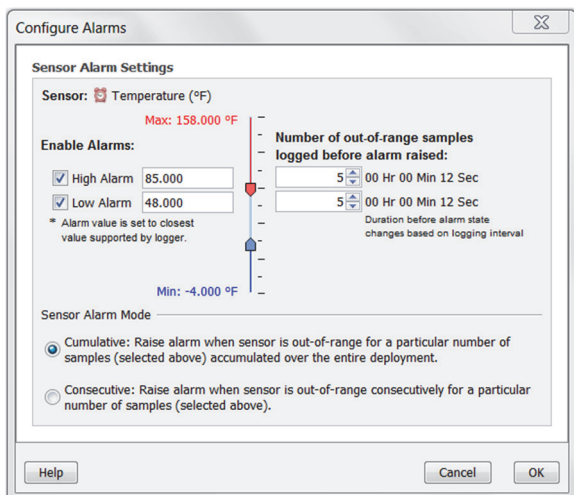 Configure Alarms
Sensor Alarm Settings
Sensor: Temperature (°F)
Max: 158.000 °F
Enable Alarms:
High Alarm 85.000
Low Alarm 48.000
* Alarm value is set to closest
value supported by logger.
Min: -4.000 °F
Number of out-of-range samples
logged before alarm raised:
5 00 Hr 00 Min 12 Sec
5 00 Hr 00 Min 12 Sec
Duration before alarm state
changes based on logging interval
Sensor Alarm Mode
Cumulative: Raise alarm when sensor is out-of-range for a particular number of
samples (selected above) accumulated over the entire deployment.
Consecutive: Raise alarm when sensor is out-of-range consecutively for a particular
number of samples (selected above).
Help
Cancel
OK